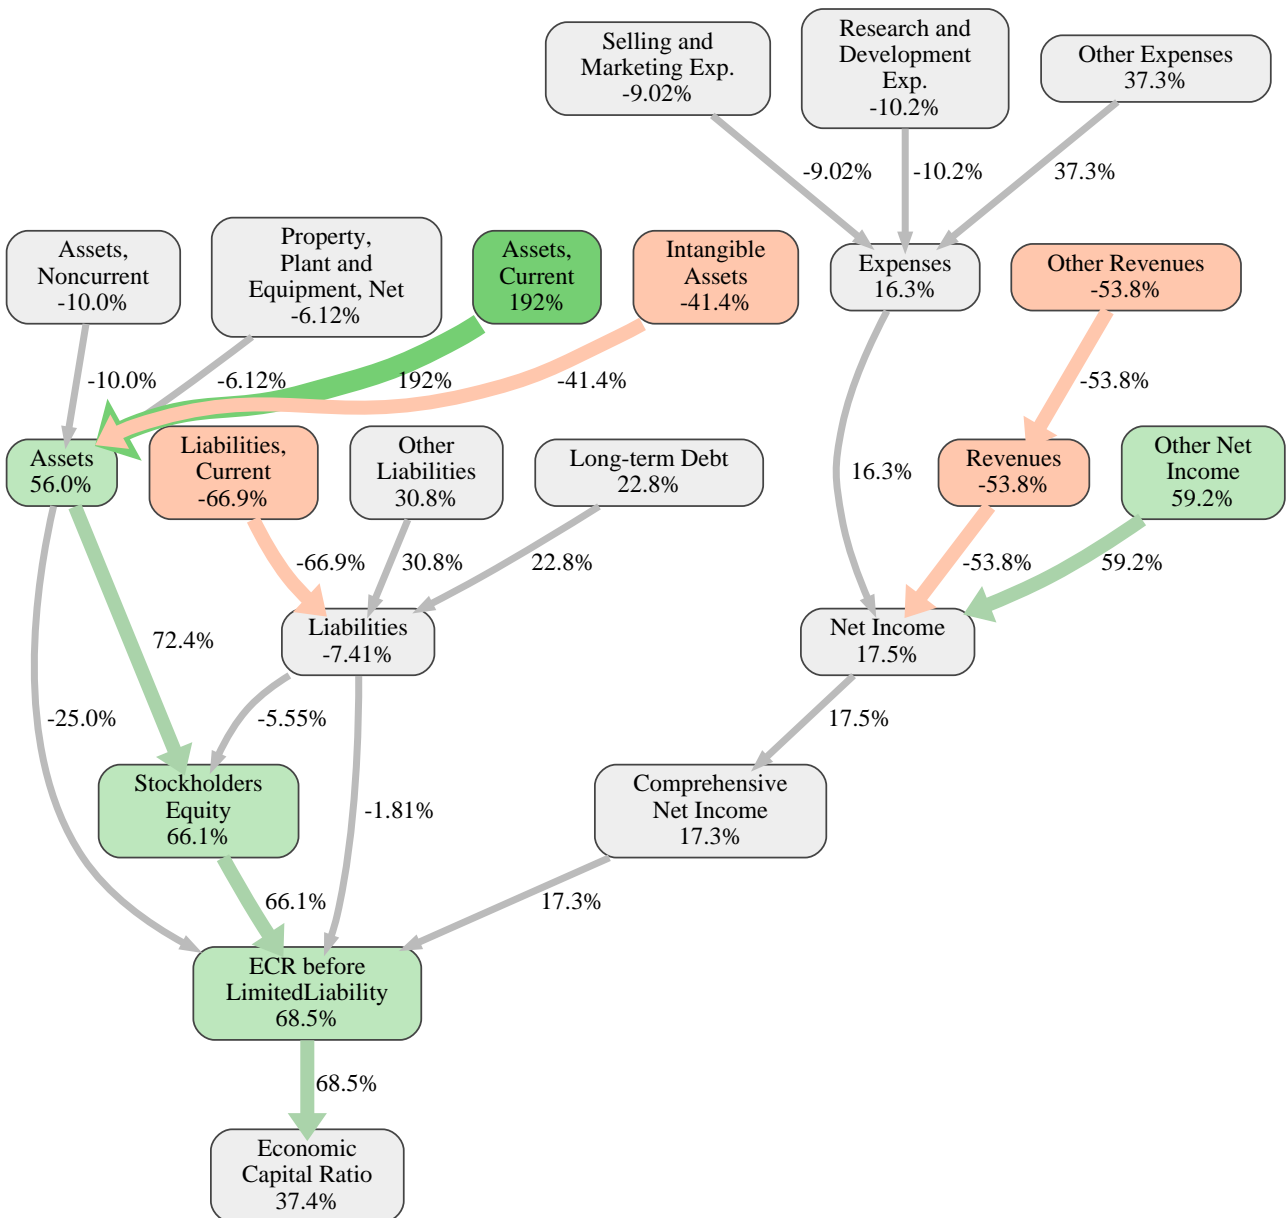 Selling and
Marketing Exp.
-9.02%
Research and
Development
Exp.
-10.2%
Other Expenses
37.3%
-9.02%
-10.2%
37.3%
Assets,
Noncurrent
-10.0%
Property,
Plant and
Equipment, Net
-6.12%
Assets,
Current
192%
Intangible
Assets
-41.4%
Expenses
16.3%
Other Revenues
-53.8%
-10.0%
-6.12%
192%
-41.4%
-53.8%
Assets
56.0%
Liabilities,
Current
-66.9%
Other
Liabilities
30.8%
Long-term Debt
22.8%
16.3%
Revenues
-53.8%
Other Net
Income
59.2%
-66.9%
30.8%
22.8%
-53.8%
59.2%
72.4%
Liabilities
-7.41%
Net Income
17.5%
-25.0%
-5.55%
17.5%
Stockholders
Equity
66.1%
-1.81%
Comprehensive
Net Income
17.3%
66.1%
17.3%
ECR before
LimitedLiability
68.5%
68.5%
Economic
Capital Ratio
37.4%